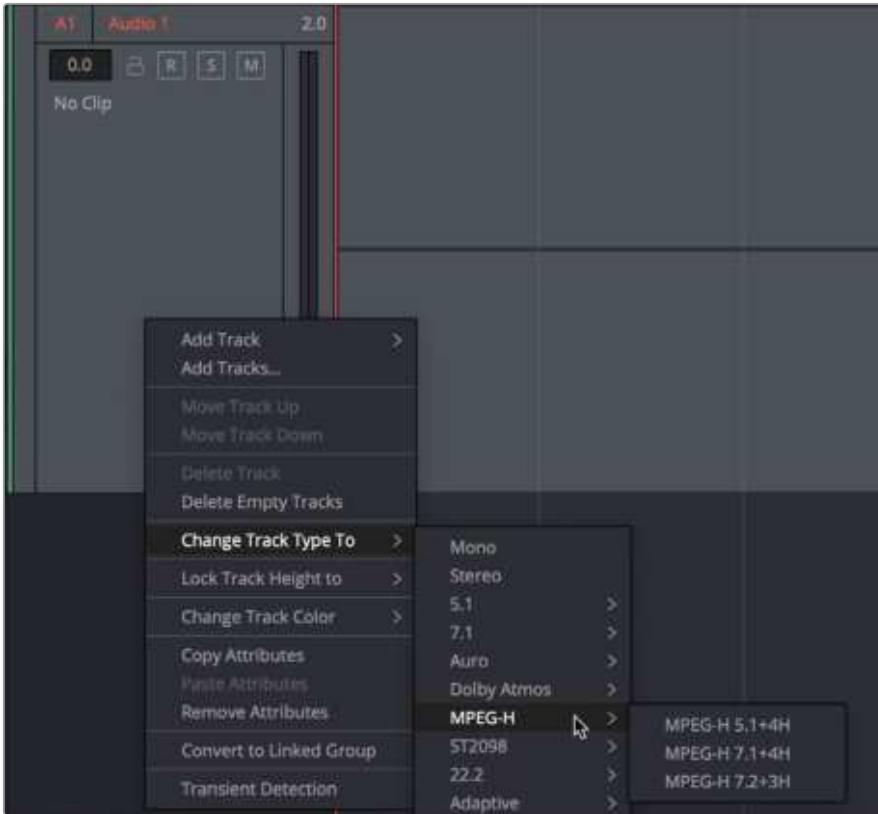 A1 Audio 1 2.0
0.0 R S M
No Clip
Add Track >
Add Tracks...
Move Track Up
Move Track Down
Delete Track
Delete Empty Tracks
Change Track Type To >
Lock Track Height to >
Change Track Color >
Copy Attributes
Paste Attributes
Remove Attributes
Convert to Linked Group
Transient Detection
Mono
Stereo
5.1 >
7.1 >
Auro >
Dolby Atmos >
MPEG-H >
ST2098 >
22.2 >
Adaptive >
MPEG-H 5.1+4H
MPEG-H 7.1+4H
MPEG-H 7.2+3H